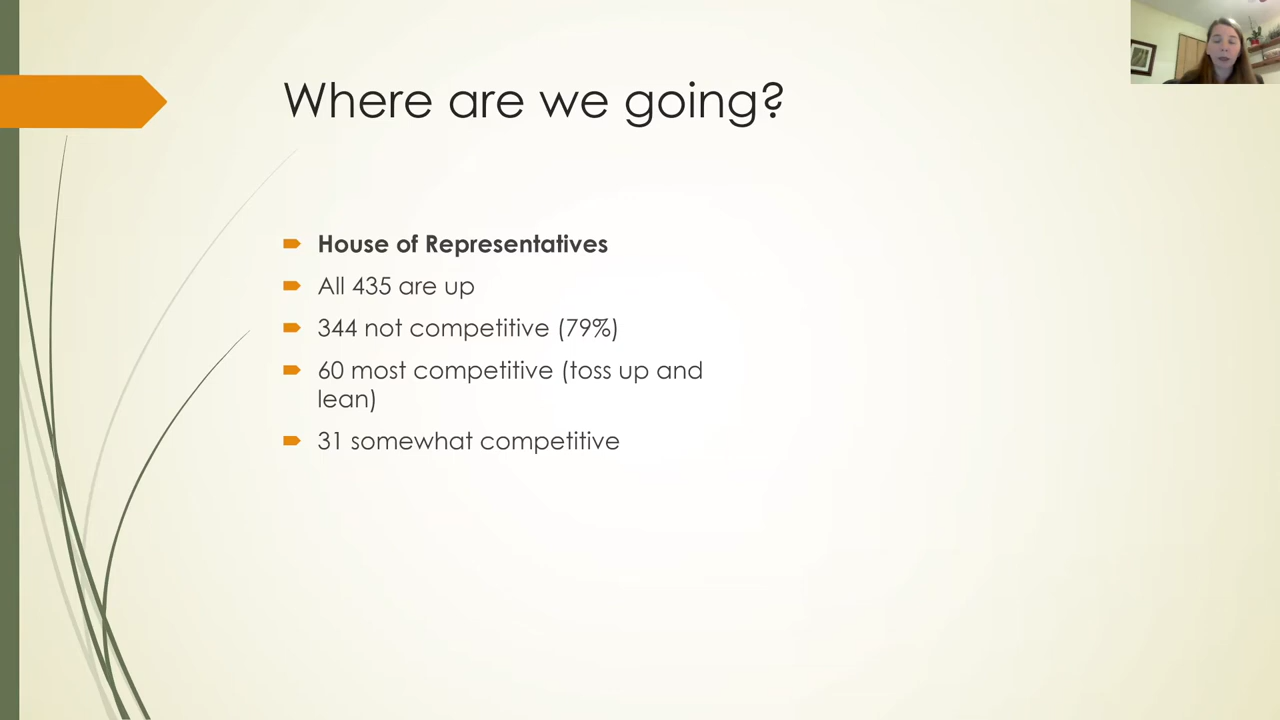 Where are we going?
House of Representatives
All 435 are up
344 not competitive (79%)
60 most competitive (toss up and
lean)
31 somewhat competitive